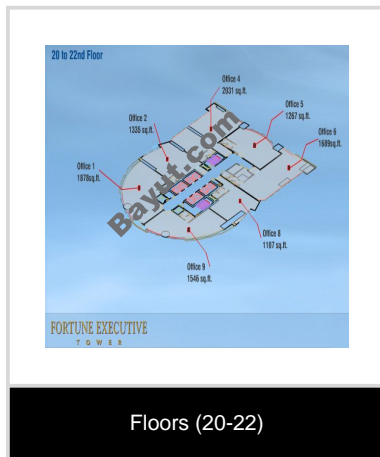 20 to 22nd Floor
Office 4
2031 sq.ft.
Office 2
1335 sq.ft.
Office 5
1267 sq.ft.
Office 6
1689sq.ft.
Office 1
1878sq.ft.
Bayut.com
Office 8
1107 sq.ft.
Office 9
1546 sq.ft.
FORTUNE EXECUTIVE
TOWER
Floors (20-22)